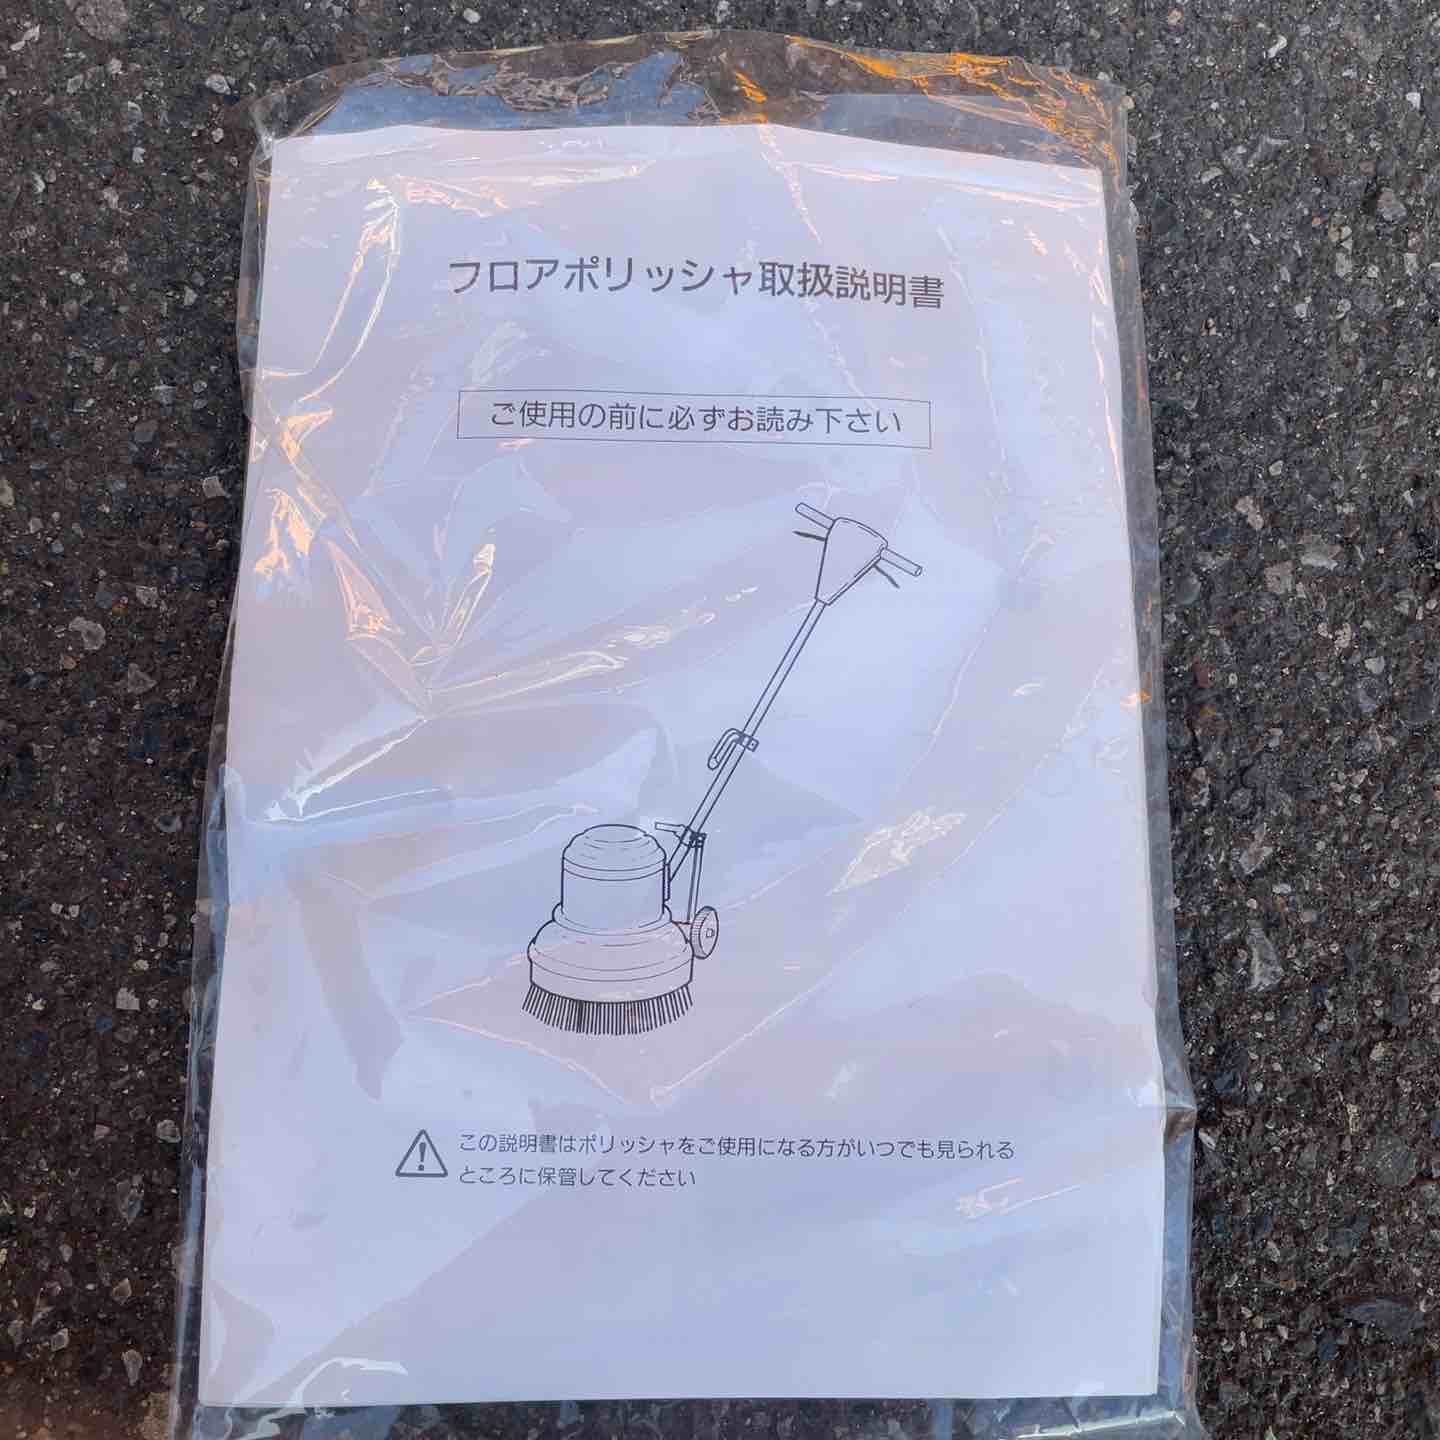 フロアポリッシャ取扱説明書
ご使用の前に必ずお読み下さい
この説明書はポリッシャをご使用になる方がいつでも見られる
ところに保管してください